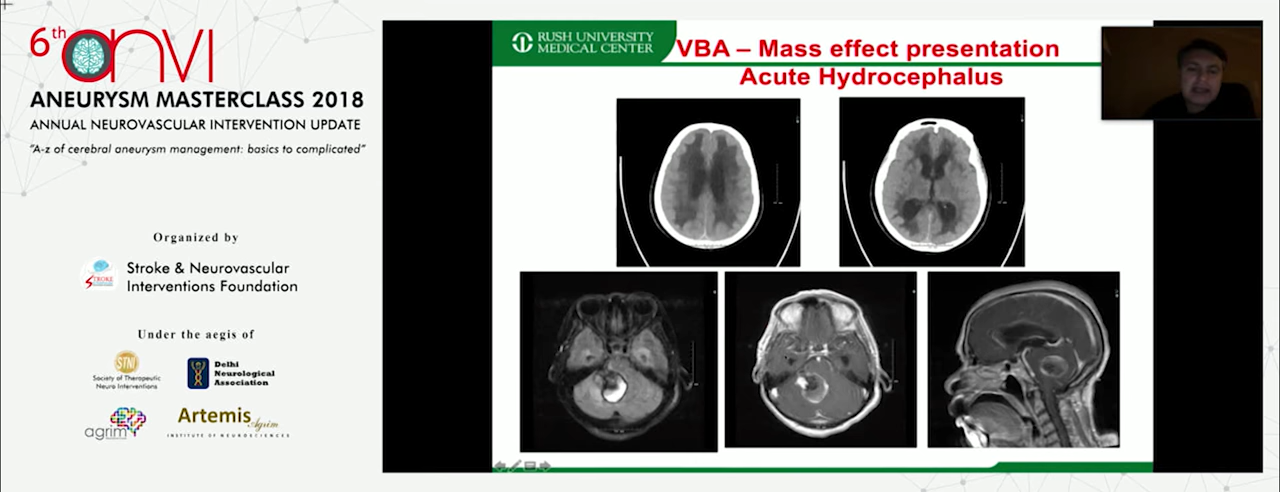 6th anvi
ANEURYSM MASTERCLASS 2018
ANNUAL NEUROVASCULAR INTERVENTION UPDATE
"A-z of cerebral aneurysm management: basics to complicated"
Organized by
STROKE
Stroke & Neurovascular
Interventions Foundation
Under the aegis of
STNI
Society of Therapeutic
Neuro Interventions
Delhi
Neurological
Association
agrim
Artemis Agrim
INSTITUTE OF NEUROSCIENCES
RUSH UNIVERSITY
MEDICAL CENTER
VBA – Mass effect presentation
Acute Hydrocephalus